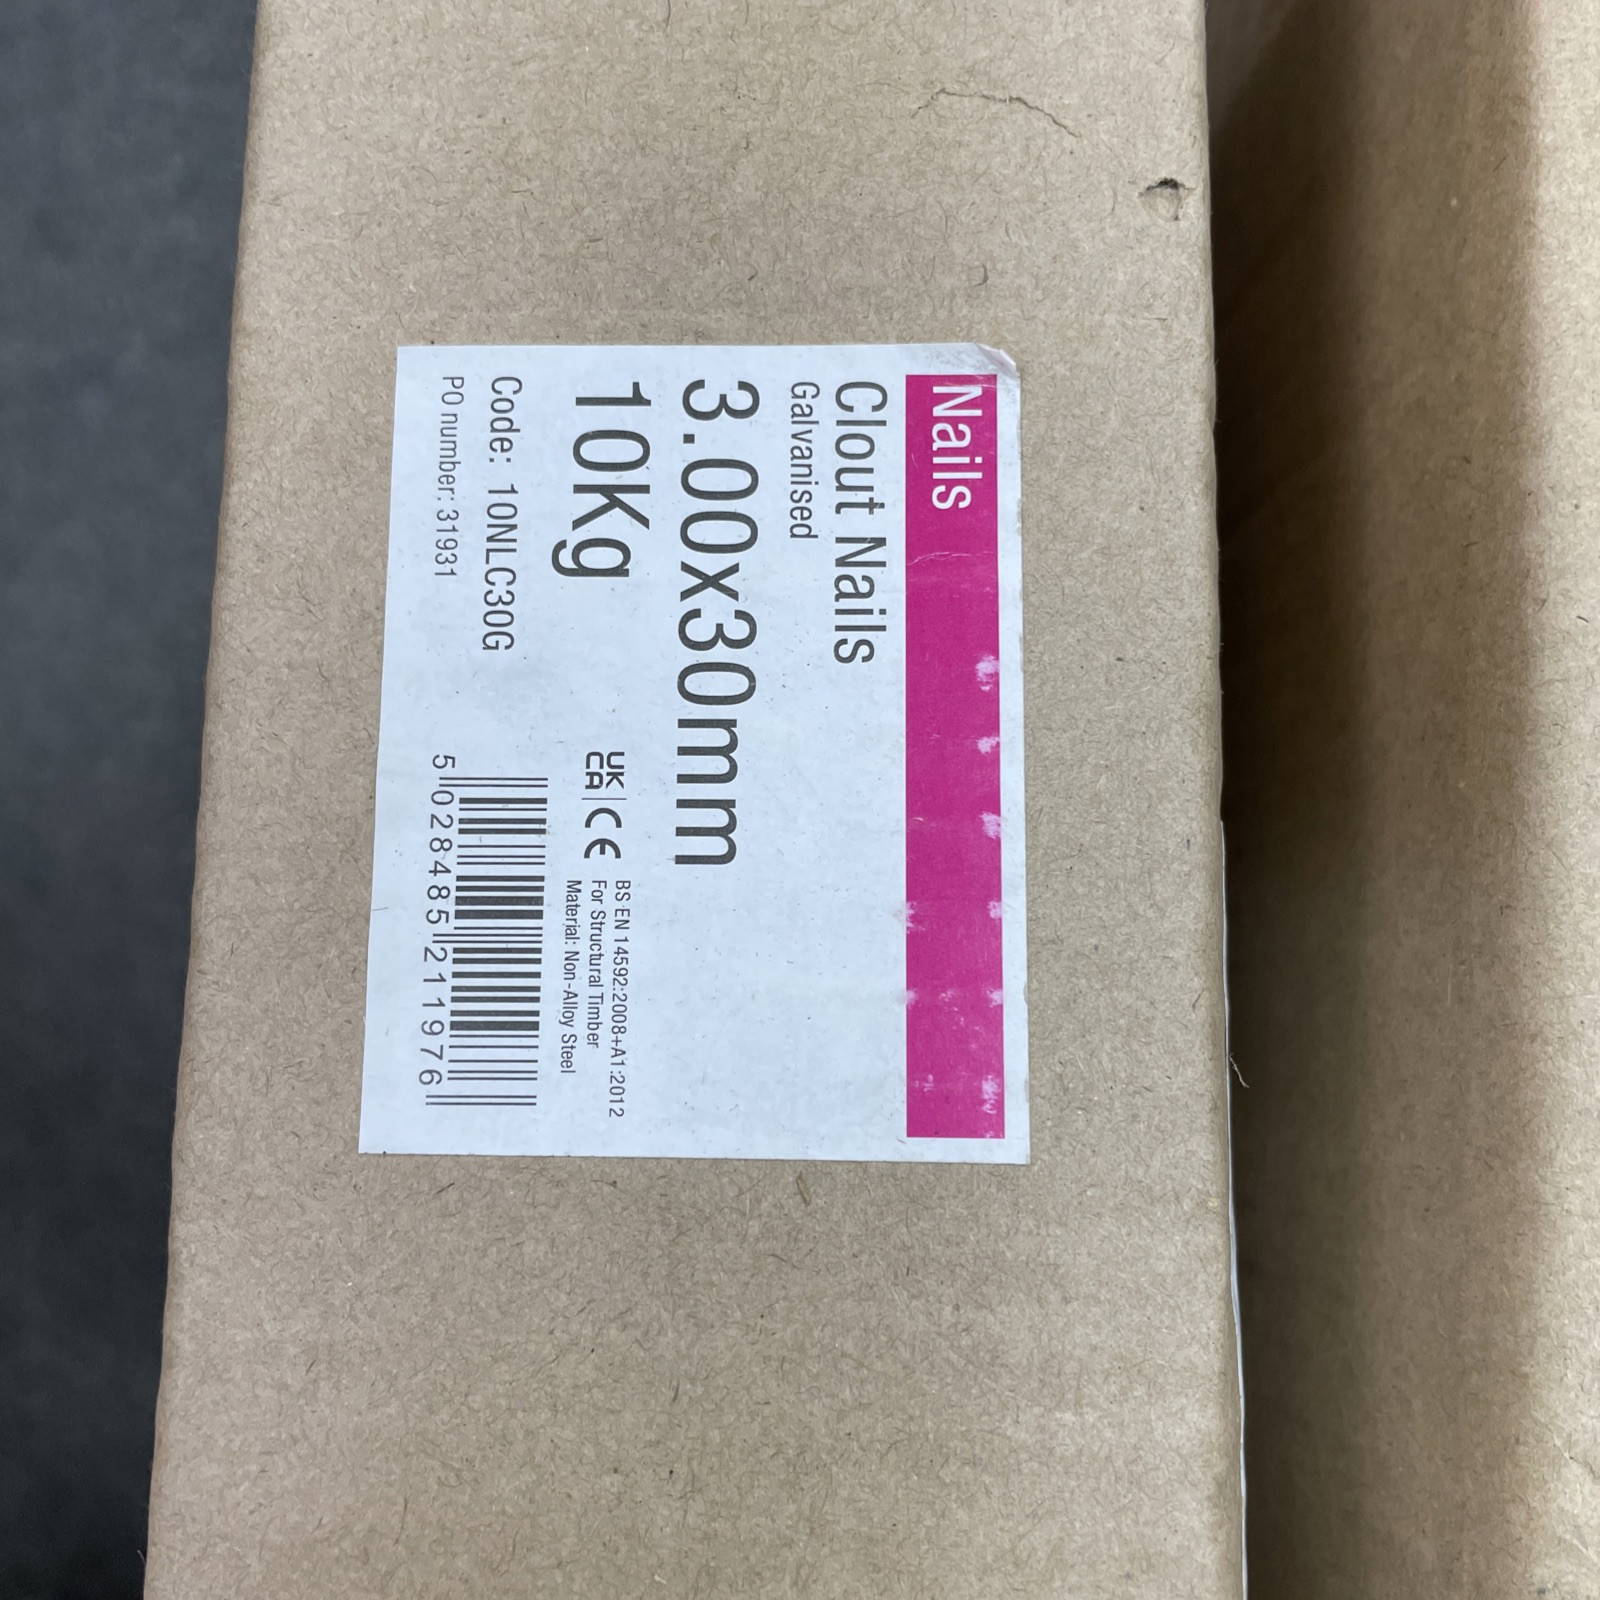 Nails
Clout Nails
Galvanised
3.00x30mm
10Kg
UK
CA
CE
BS EN 14592:2008+A1:2012
For Structural Timber
Material: Non-Alloy Steel
Code: 10NLC30G
PO number: 31931
5 028485 211976